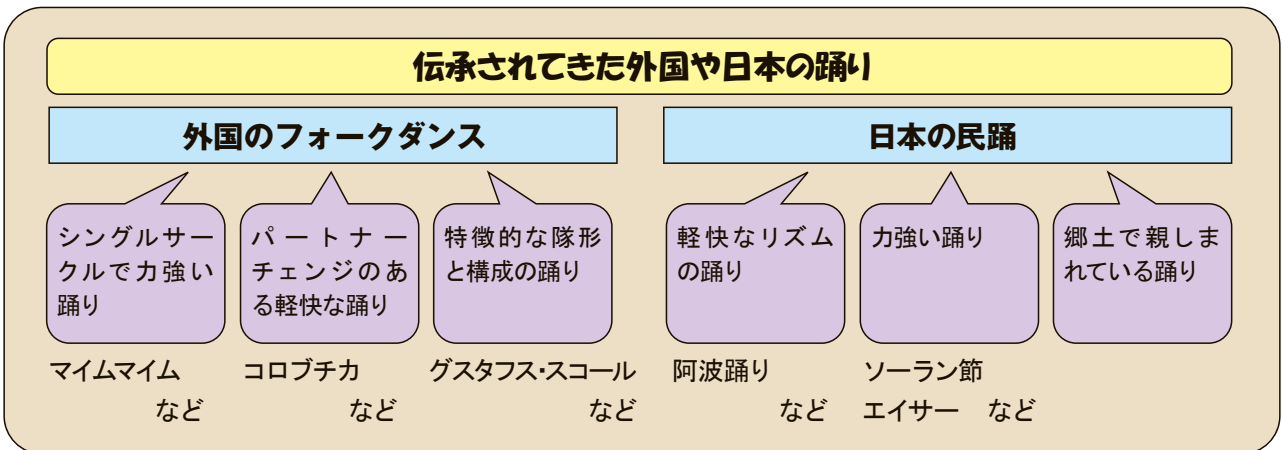 伝承されてきた外国や日本の踊り
外国のフォークダンス
シングルサー
クルで力強い
踊り
マイムマイム
など
パートナー
チェンジのあ
る軽快な踊り
コロブチカ
など
特徴的な隊形
と構成の踊り
グスタフス・スコール
など
日本の民踊
軽快なリズム
の踊り
阿波踊り
など
力強い踊り
ソーラン節
エイサー など
郷土で親しま
れている踊り